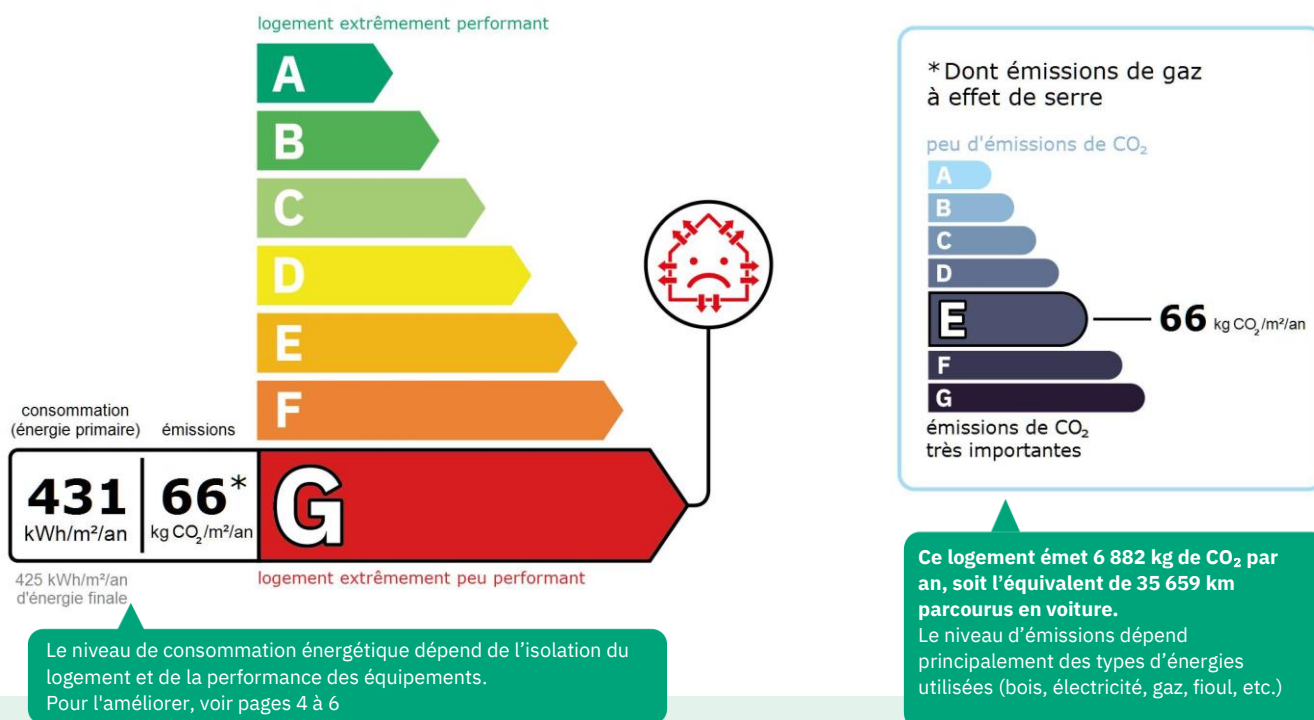 logement extrêmement performant
A
B
C
D
E
F
consommation
(énergie primaire)
émissions
431
kWh/m²/an
66*
kg CO₂/m²/an
G
425 kWh/m²/an
d'énergie finale
logement extrêmement peu performant
Le niveau de consommation énergétique dépend de l'isolation du
logement et de la performance des équipements.
Pour l'améliorer, voir pages 4 à 6
*Dont émissions de gaz
à effet de serre
peu d'émissions de CO₂
A
B
C
D
E
66 kg CO₂/m²/an
F
G
émissions de CO₂
très importantes
Ce logement émet 6 882 kg de CO₂ par
an, soit l'équivalent de 35 659 km
parcourus en voiture.
Le niveau d'émissions dépend
principalement des types d'énergies
utilisées (bois, électricité, gaz, fioul, etc.)